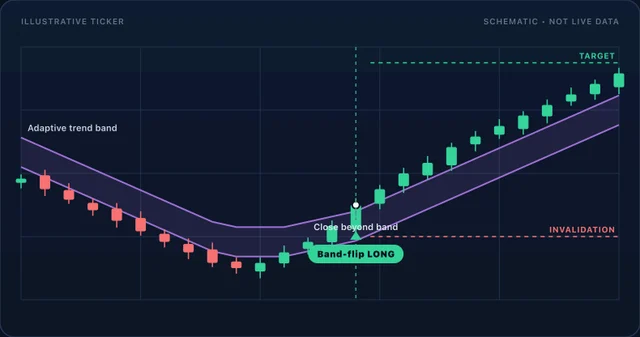 ILLUSTRATIVE TICKER
SCHEMATIC • NOT LIVE DATA
TARGET
Adaptive trend band
Close beyond band
INVALIDATION
Band-flip LONG